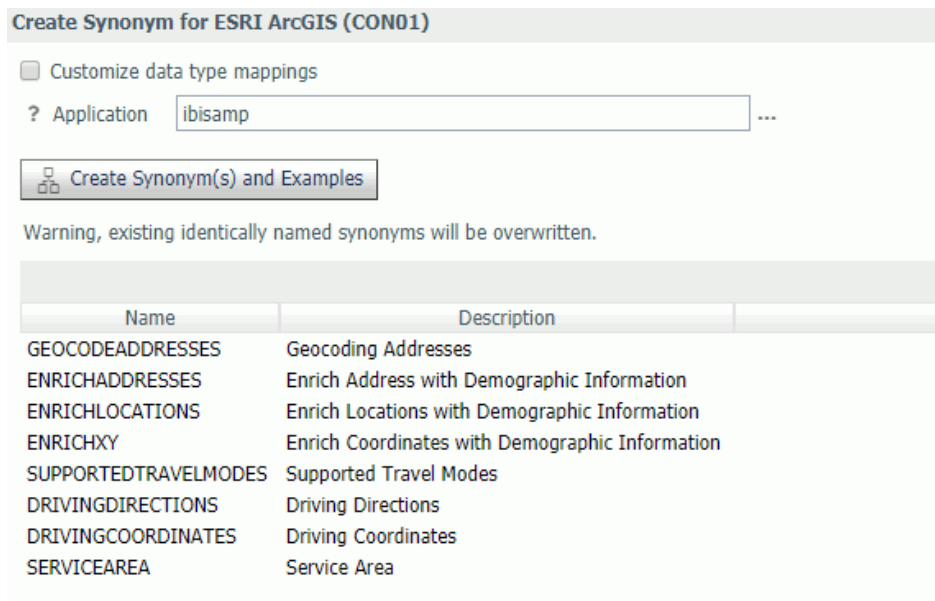 Create Synonym for ESRI ArcGIS (CON01)
Customize data type mappings
? Application ibisamp ...
Create Synonym(s) and Examples
Warning, existing identically named synonyms will be overwritten.
Name Description
GEOCODEADDRESSES Geocoding Addresses
ENRICHADDRESSES Enrich Address with Demographic Information
ENRICHLOCATIONS Enrich Locations with Demographic Information
ENRICHXY Enrich Coordinates with Demographic Information
SUPPORTEDTRAVELMODES Supported Travel Modes
DRIVINGDIRECTIONS Driving Directions
DRIVINGCOORDINATES Driving Coordinates
SERVICEAREA Service Area